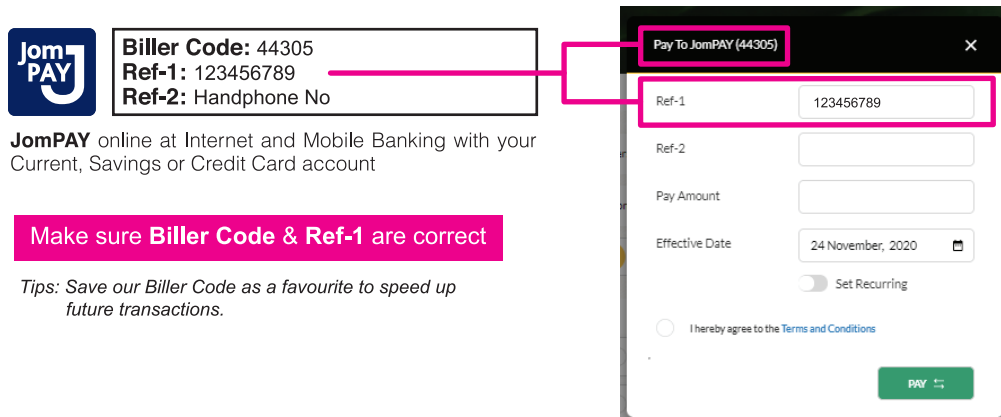 Jom
PAY
J
Biller Code: 44305
Ref-1: 123456789
Ref-2: Handphone No
JomPAY online at Internet and Mobile Banking with your
Current, Savings or Credit Card account
Make sure Biller Code & Ref-1 are correct
Tips: Save our Biller Code as a favourite to speed up
future transactions.
Pay To JomPAY (44305)
Ref-1 123456789
Ref-2
Pay Amount
Effective Date 24 November, 2020
Set Recurring
I hereby agree to the Terms and Conditions
PAY